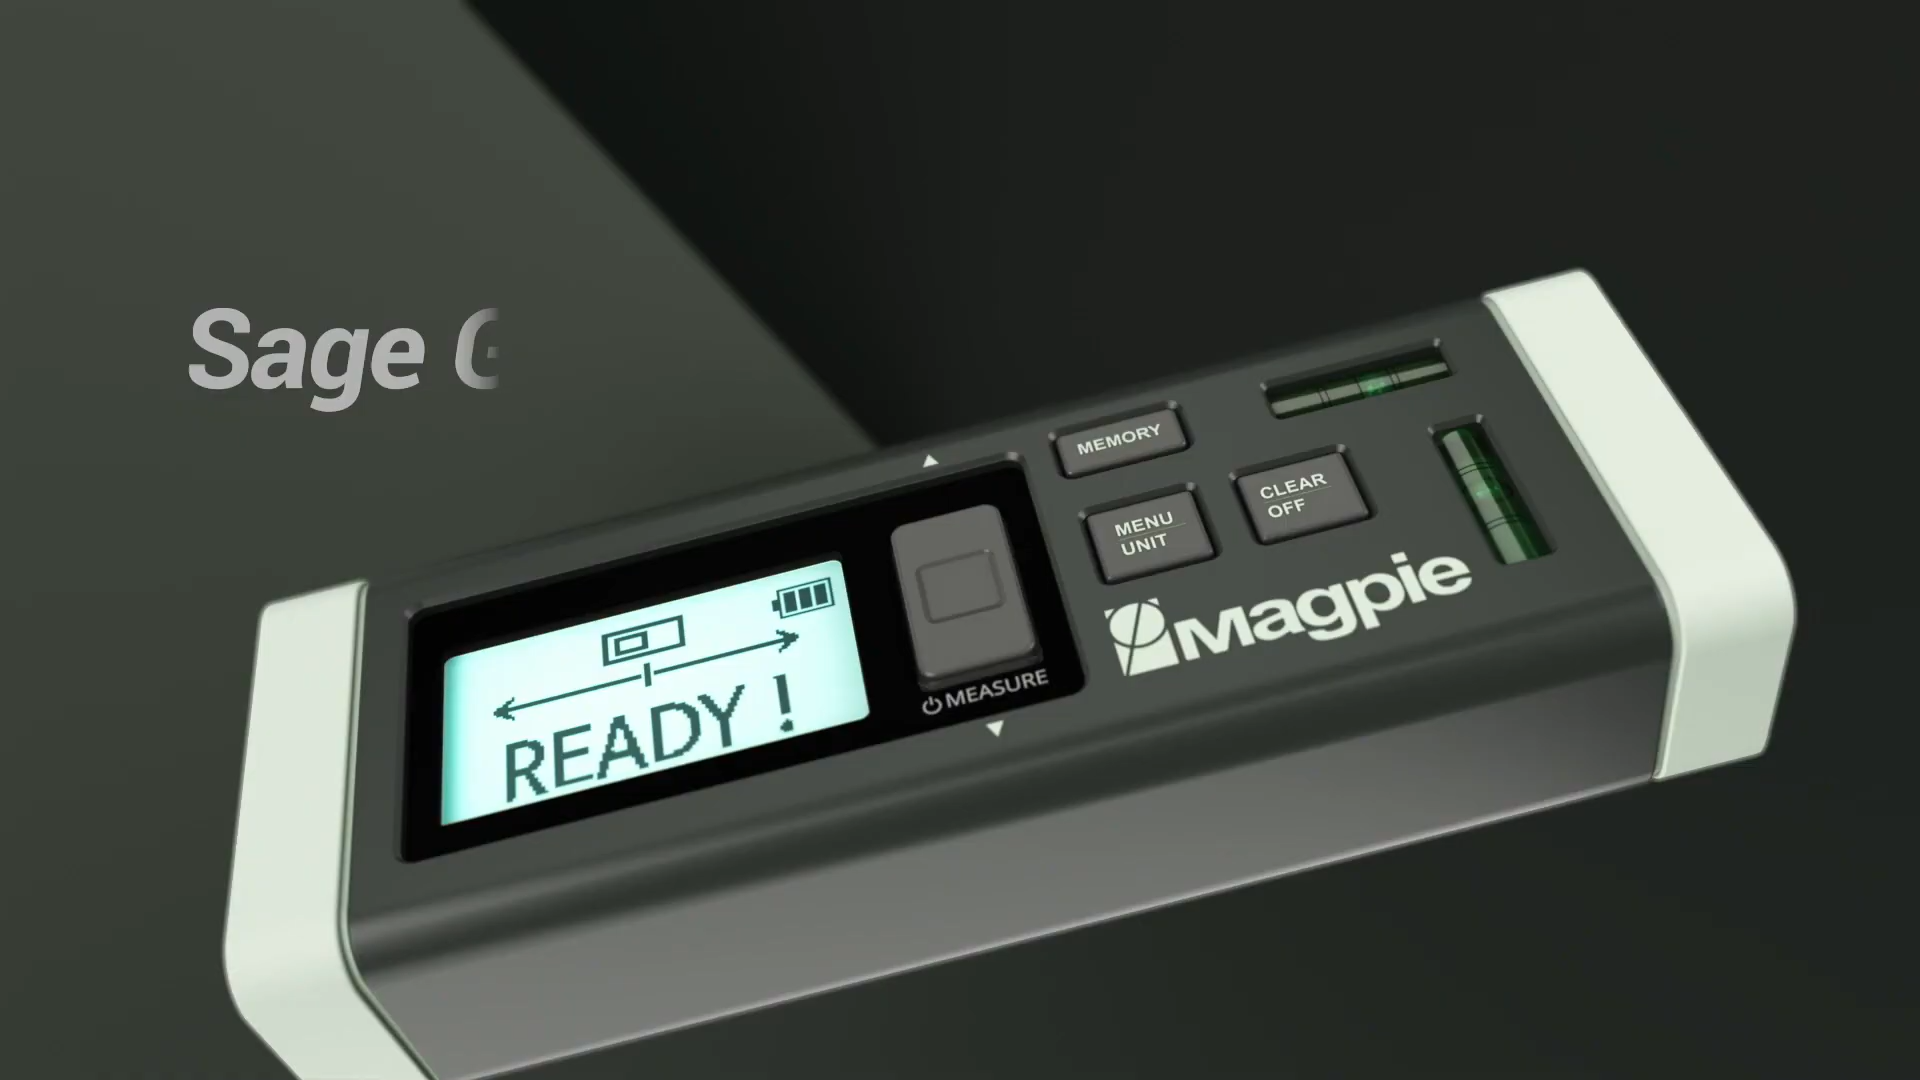 Sage G
MEMORY
MENU
UNIT
CLEAR
OFF
Magpie
MEASURE
READY !